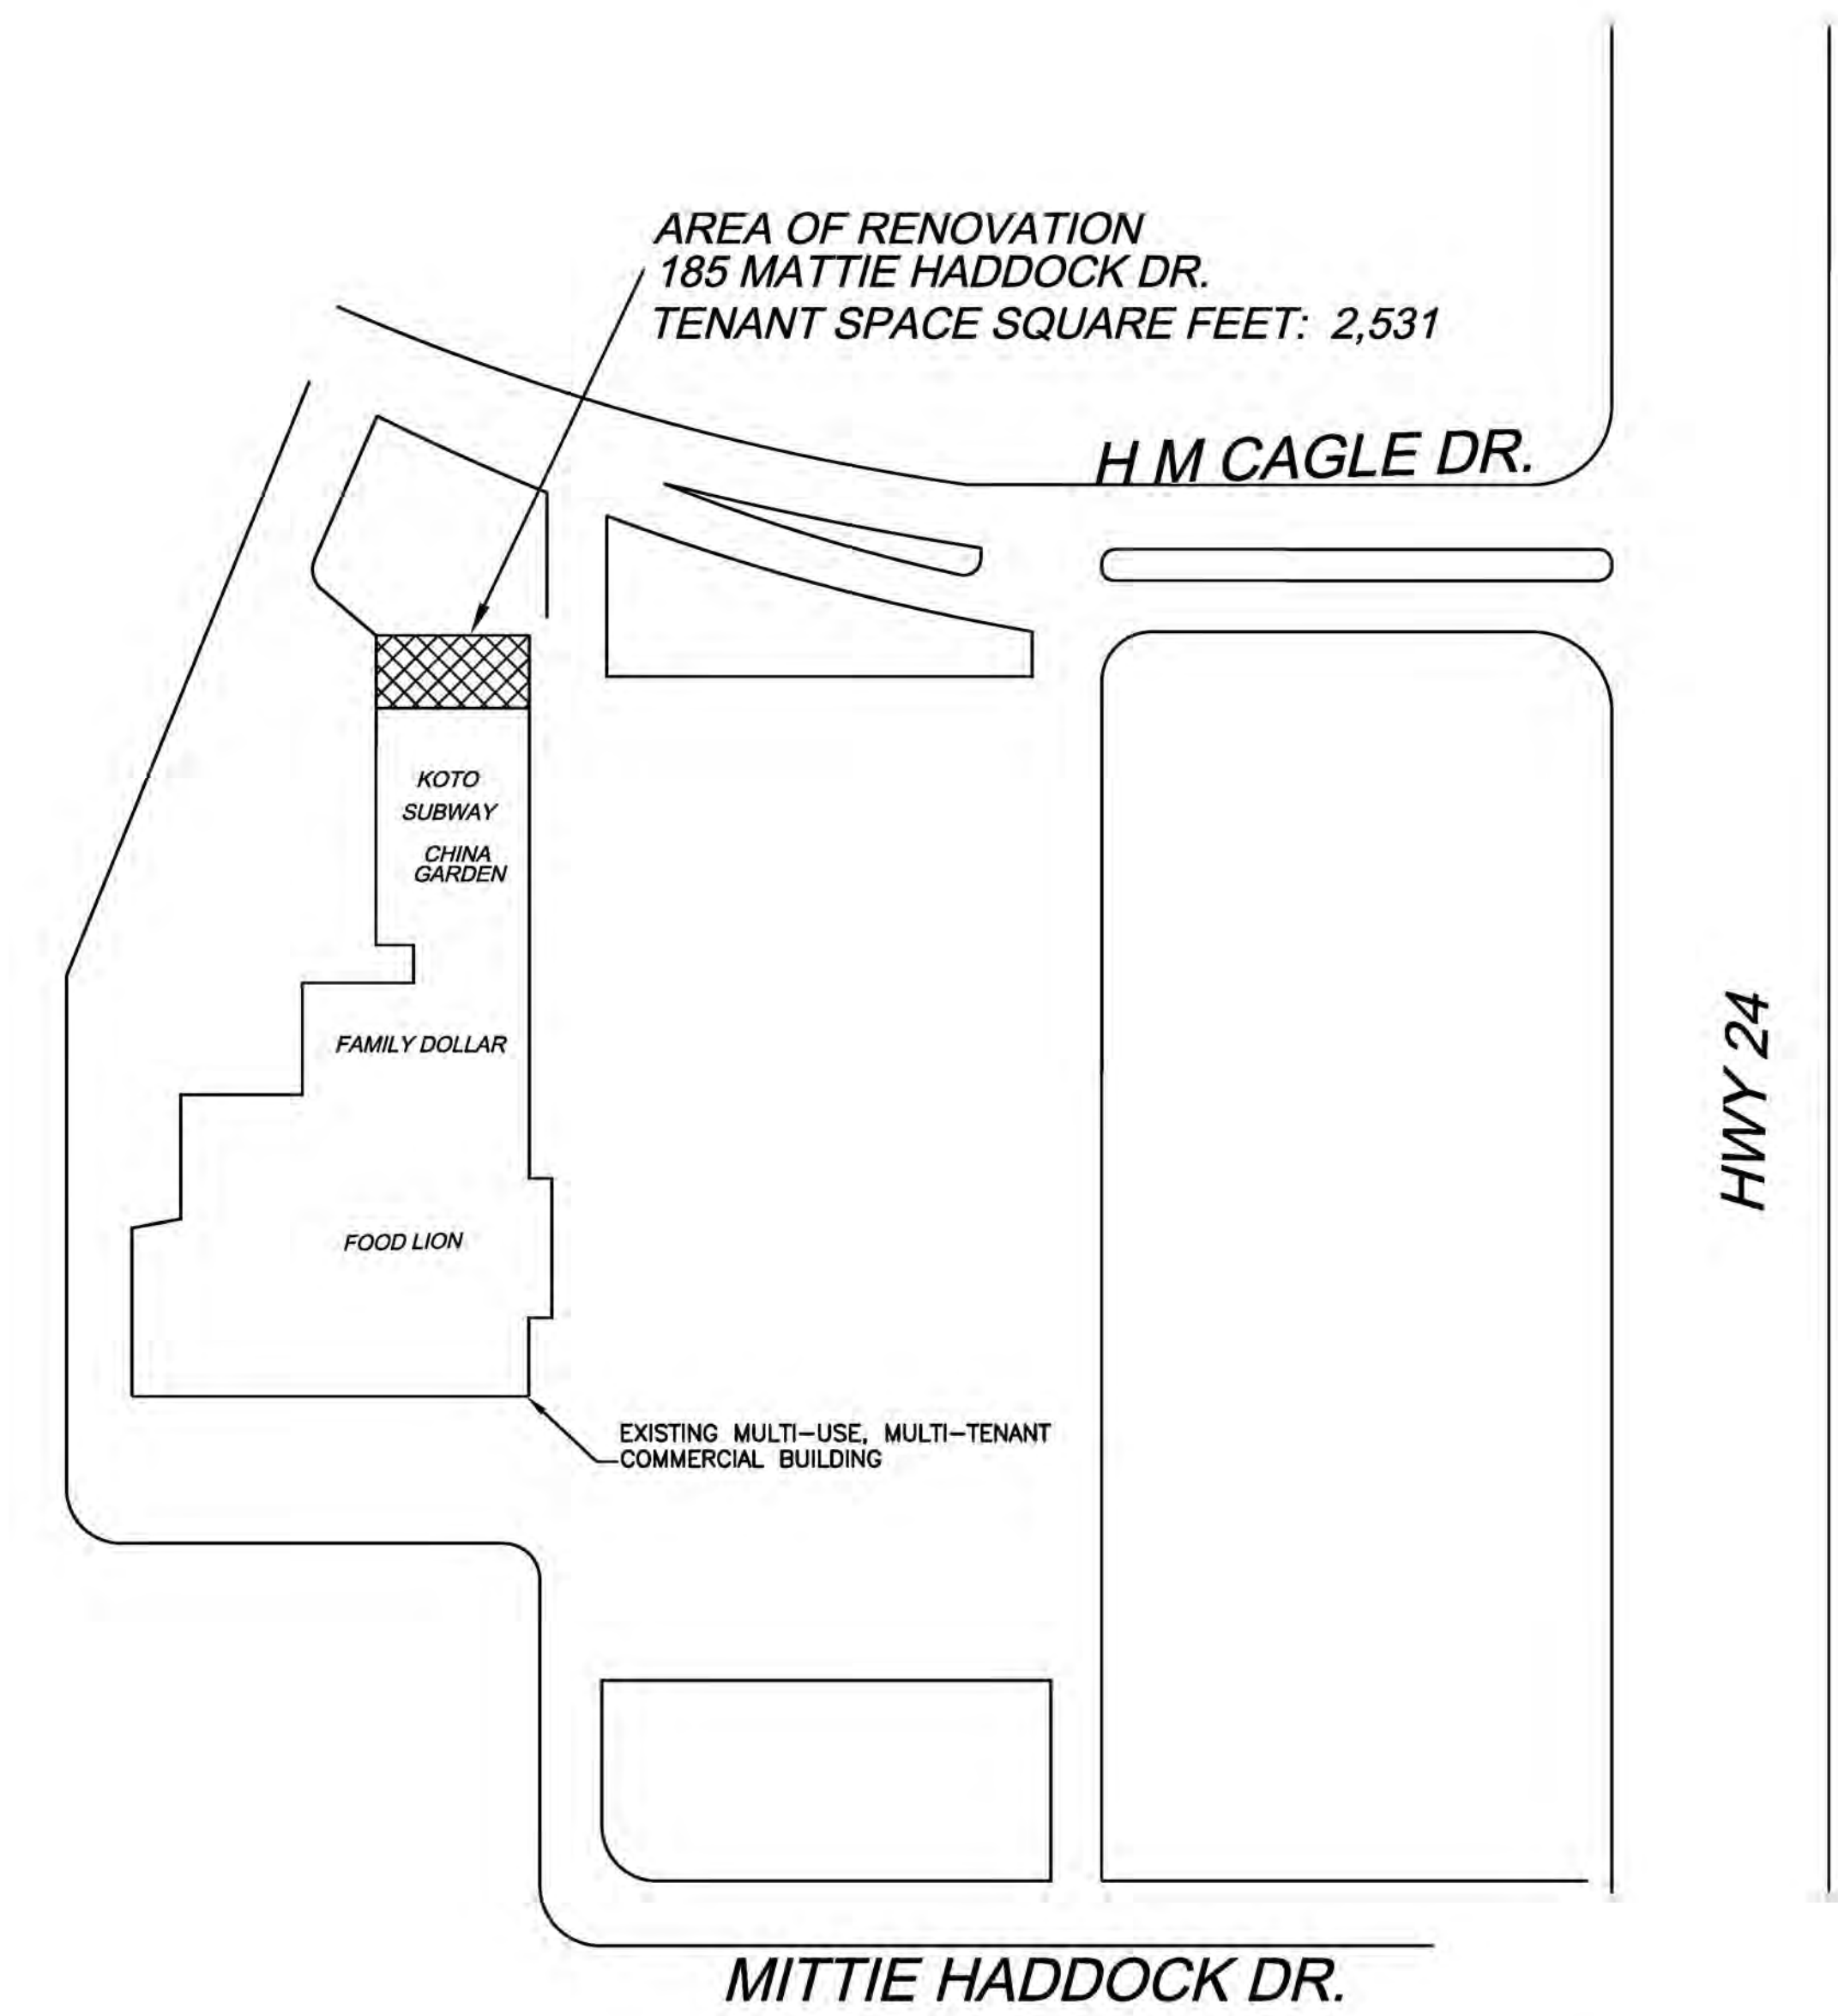 AREA OF RENOVATION
185 MATTIE HADDOCK DR.
TENANT SPACE SQUARE FEET: 2,531
H M CAGLE DR.
KOTO
SUBWAY
CHINA
GARDEN
FAMILY DOLLAR
HWY 24
FOOD LION
EXISTING MULTI-USE, MULTI-TENANT
COMMERCIAL BUILDING
MITTIE HADDOCK DR.